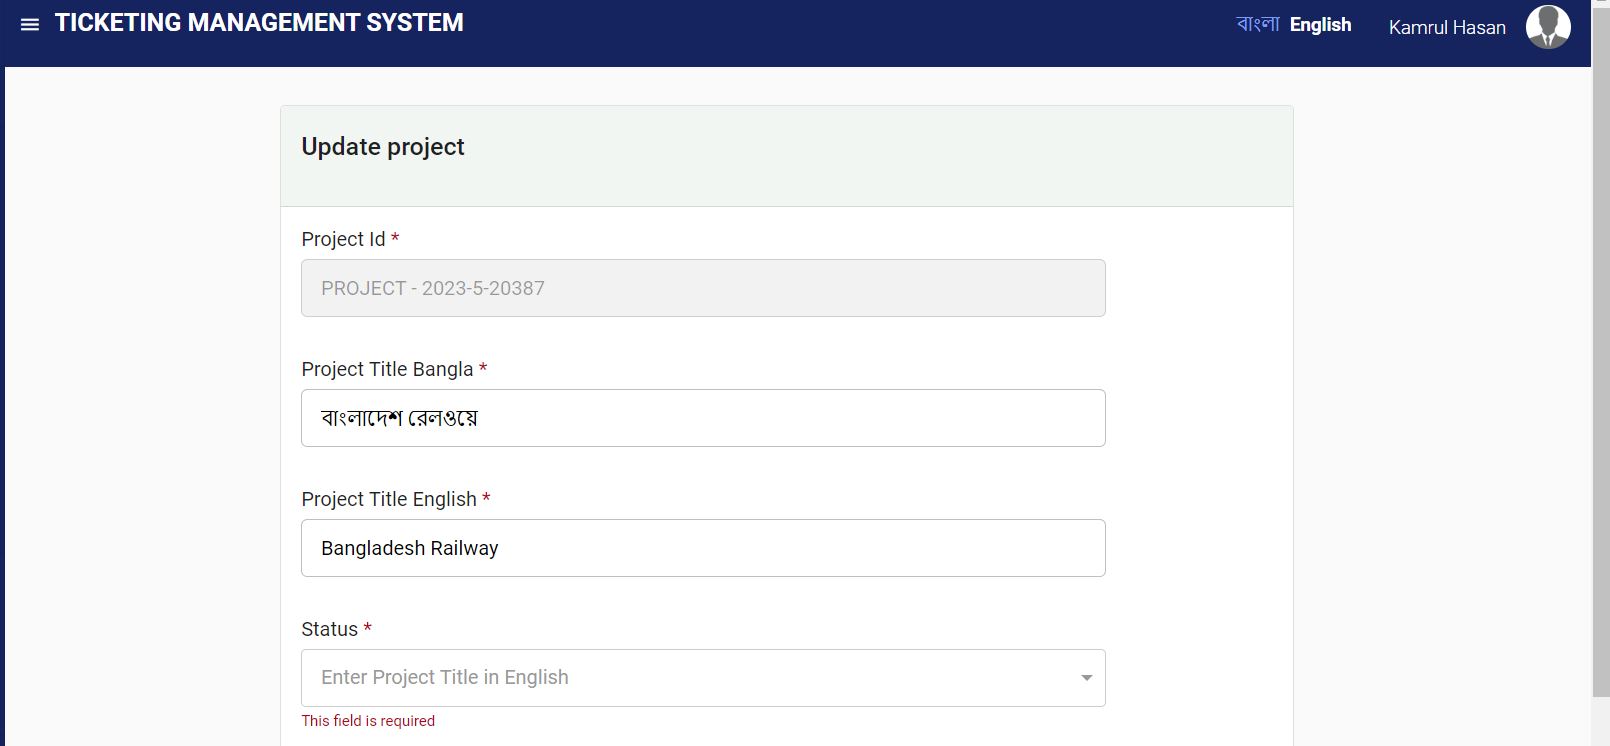 TICKETING MANAGEMENT SYSTEM
বাংলা English
Kamrul Hasan
Update project
Project Id *
PROJECT - 2023-5-20387
Project Title Bangla *
বাংলাদেশ রেলওয়ে
Project Title English *
Bangladesh Railway
Status *
Enter Project Title in English
This field is required